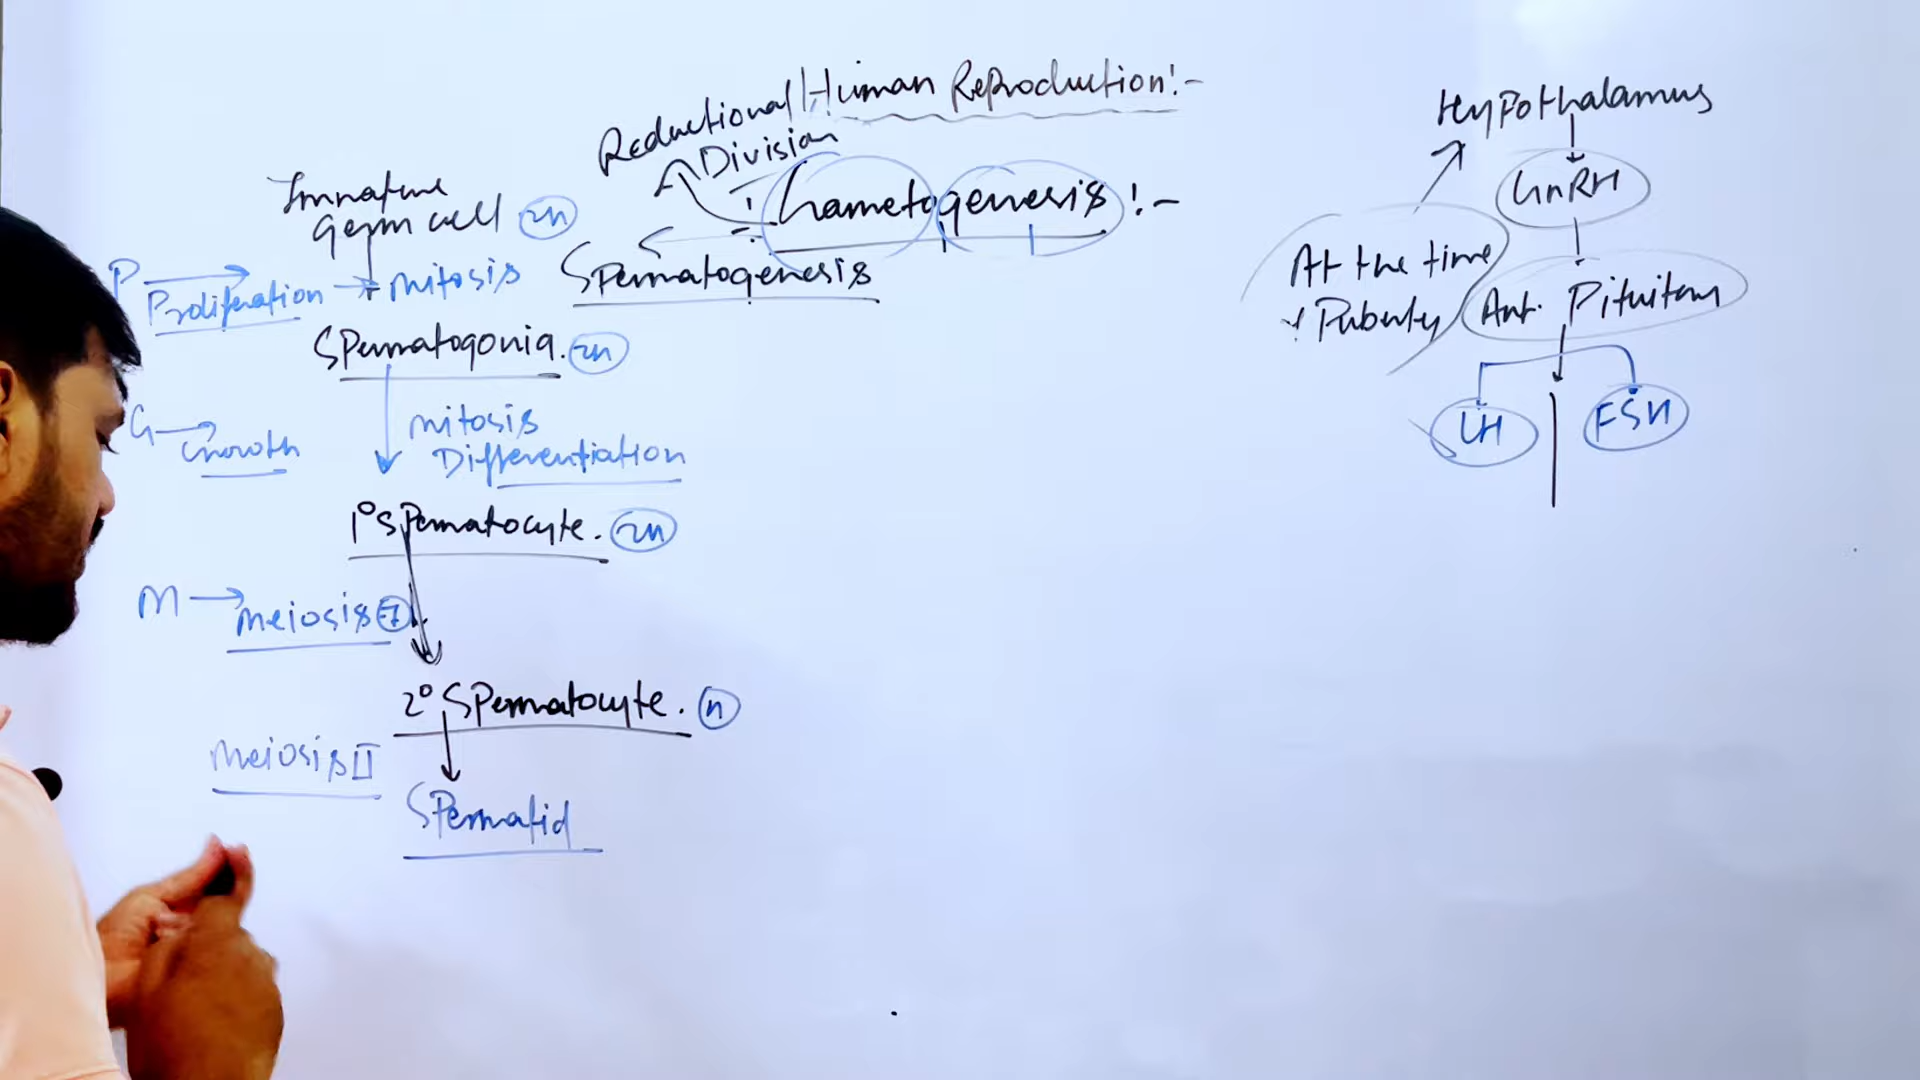 Human Reproduction:-
Reductional
Division
Gametogenesis:-
Spermatogenesis
Immature
germ cell 2n
P → Proliferation → mitosis
Spermatogonia. 2n
G → Growth
mitosis
Differentiation
1° Spermatocyte. 2n
M → meiosis I
2° Spermatocyte. n
meiosis II
Spermatid
Hypothalamus
GnRH
At the time
Puberty
Ant. Pituitary
LH
FSH